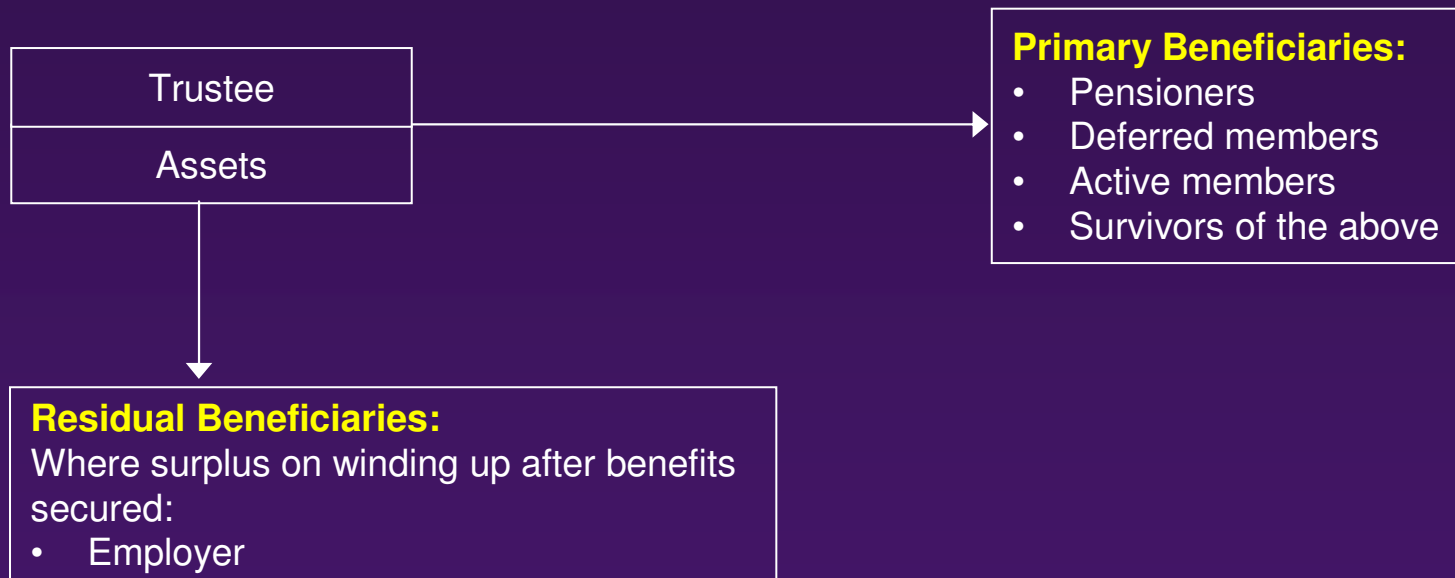 Trustee
Assets
Primary Beneficiaries:
• Pensioners
• Deferred members
• Active members
• Survivors of the above
Residual Beneficiaries:
Where surplus on winding up after benefits
secured:
• Employer